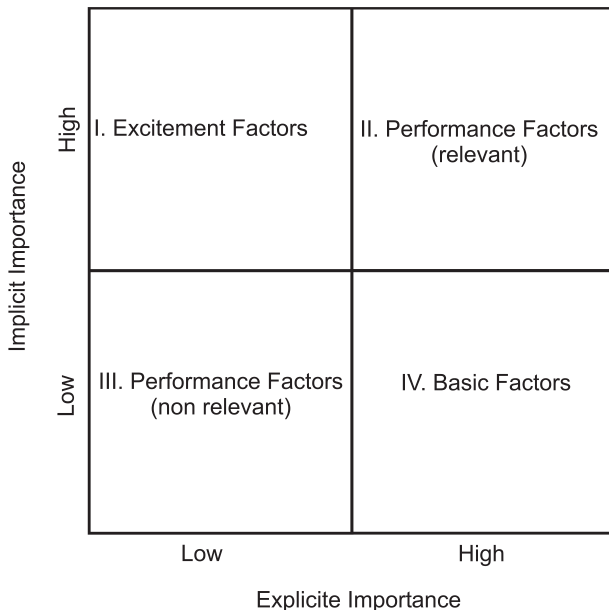 Implicit Importance
High
Low
I. Excitement Factors
II. Performance Factors
(relevant)
III. Performance Factors
(non relevant)
IV. Basic Factors
Low
High
Explicite Importance